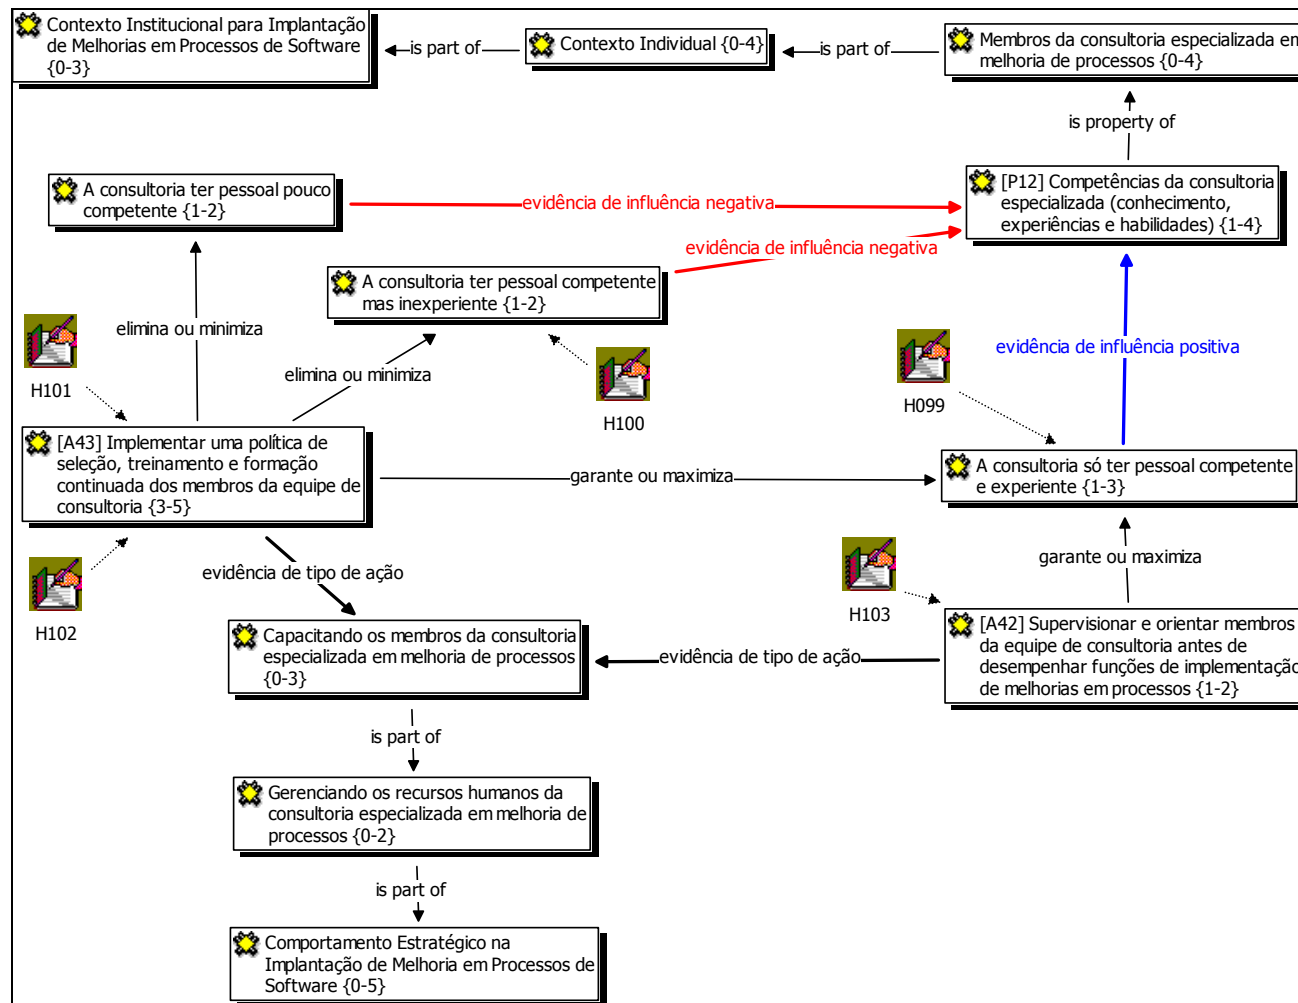 Contexto Institucional para Implantação
de Melhorias em Processos de Software
{0-3}
is part of
Contexto Individual {0-4}
is part of
Membros da consultoria especializada em
melhoria de processos {0-4}
is property of
A consultoria ter pessoal pouco
competente {1-2}
evidência de influência negativa
[P12] Competências da consultoria
especializada (conhecimento,
experiências e habilidades) {1-4}
evidência de influência negativa
A consultoria ter pessoal competente
mas inexperiente {1-2}
elimina ou minimiza
elimina ou minimiza
evidência de influência positiva
H101
H100
H099
[A43] Implementar uma política de
seleção, treinamento e formação
continuada dos membros da equipe de
consultoria {3-5}
garante ou maximiza
A consultoria só ter pessoal competente
e experiente {1-3}
garante ou maximiza
evidência de tipo de ação
H102
H103
Capacitando os membros da consultoria
especializada em melhoria de processos
{0-3}
evidência de tipo de ação
[A42] Supervisionar e orientar membros
da equipe de consultoria antes de
desempenhar funções de implementação
de melhorias em processos {1-2}
is part of
Gerenciando os recursos humanos da
consultoria especializada em melhoria de
processos {0-2}
is part of
Comportamento Estratégico na
Implantação de Melhoria em Processos de
Software {0-5}